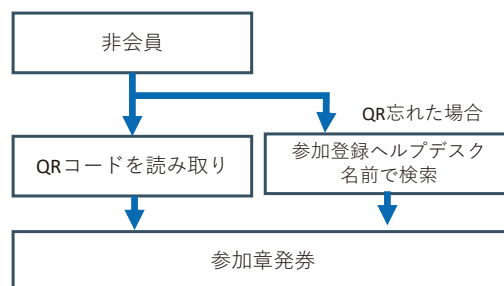 非会員
QR忘れた場合
QRコードを読み取り
参加登録ヘルプデスク
名前で検索
参加章発券